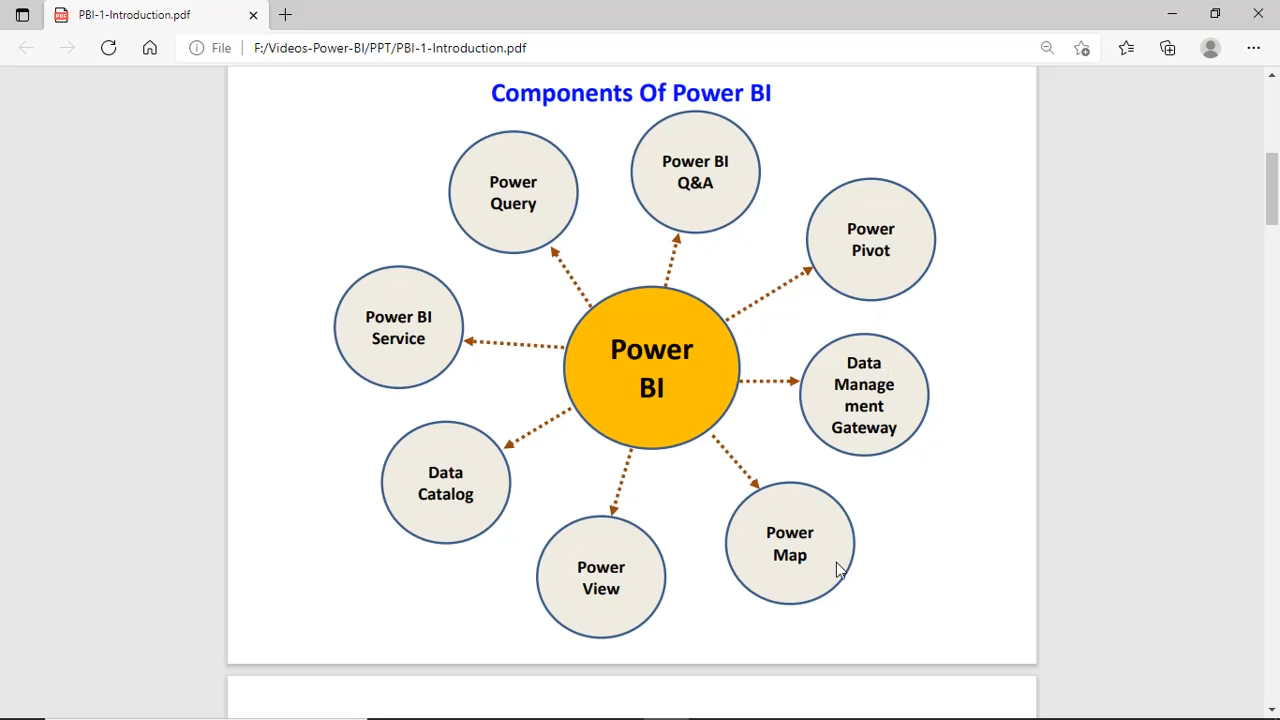 PBI-1-Introduction.pdf
File
F:/Videos-Power-BI/PPT/PBI-1-Introduction.pdf
Components Of Power BI
Power BI
Q&A
Power
Query
Power
Pivot
Power BI
Service
Power
BI
Data
Manage
ment
Gateway
Data
Catalog
Power
Map
Power
View